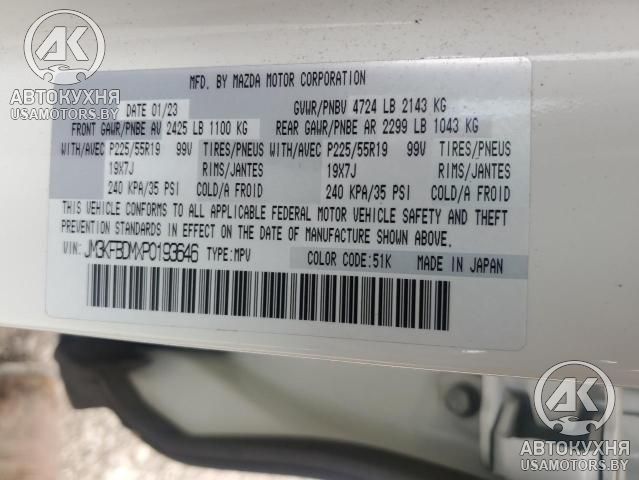 АК
АВТОКУХНЯ
USAMOTORS.BY
MFD. BY MAZDA MOTOR CORPORATION
DATE 01/23 GVWR/PNBV 4724 LB 2143 KG
FRONT GAWR/PNBE AV 2425 LB 1100 KG REAR GAWR/PNBE AR 2299 LB 1043 KG
WITH/AVEC P225/55R19 99V TIRES/PNEUS WITH/AVEC P225/55R19 99V TIRES/PNEUS
19X7J RIMS/JANTES 19X7J RIMS/JANTES
240 KPA/35 PSI COLD/A FROID 240 KPA/35 PSI COLD/A FROID
THIS VEHICLE CONFORMS TO ALL APPLICABLE FEDERAL MOTOR VEHICLE SAFETY AND THEFT
PREVENTION STANDARDS IN EFFECT ON THE DATE OF MANUFACTURE SHOWN ABOVE.
VIN: JM3KFBDMXP0193646 TYPE:MPV COLOR CODE:51K MADE IN JAPAN
АК
АВТОКУХНЯ
USAMOTORS.BY